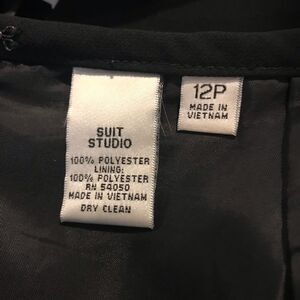 SUIT
STUDIO
100% POLYESTER
LINING:
100% POLYESTER
RN 54050
MADE IN VIETNAM
DRY CLEAN
12P
MADE IN
VIETNAM